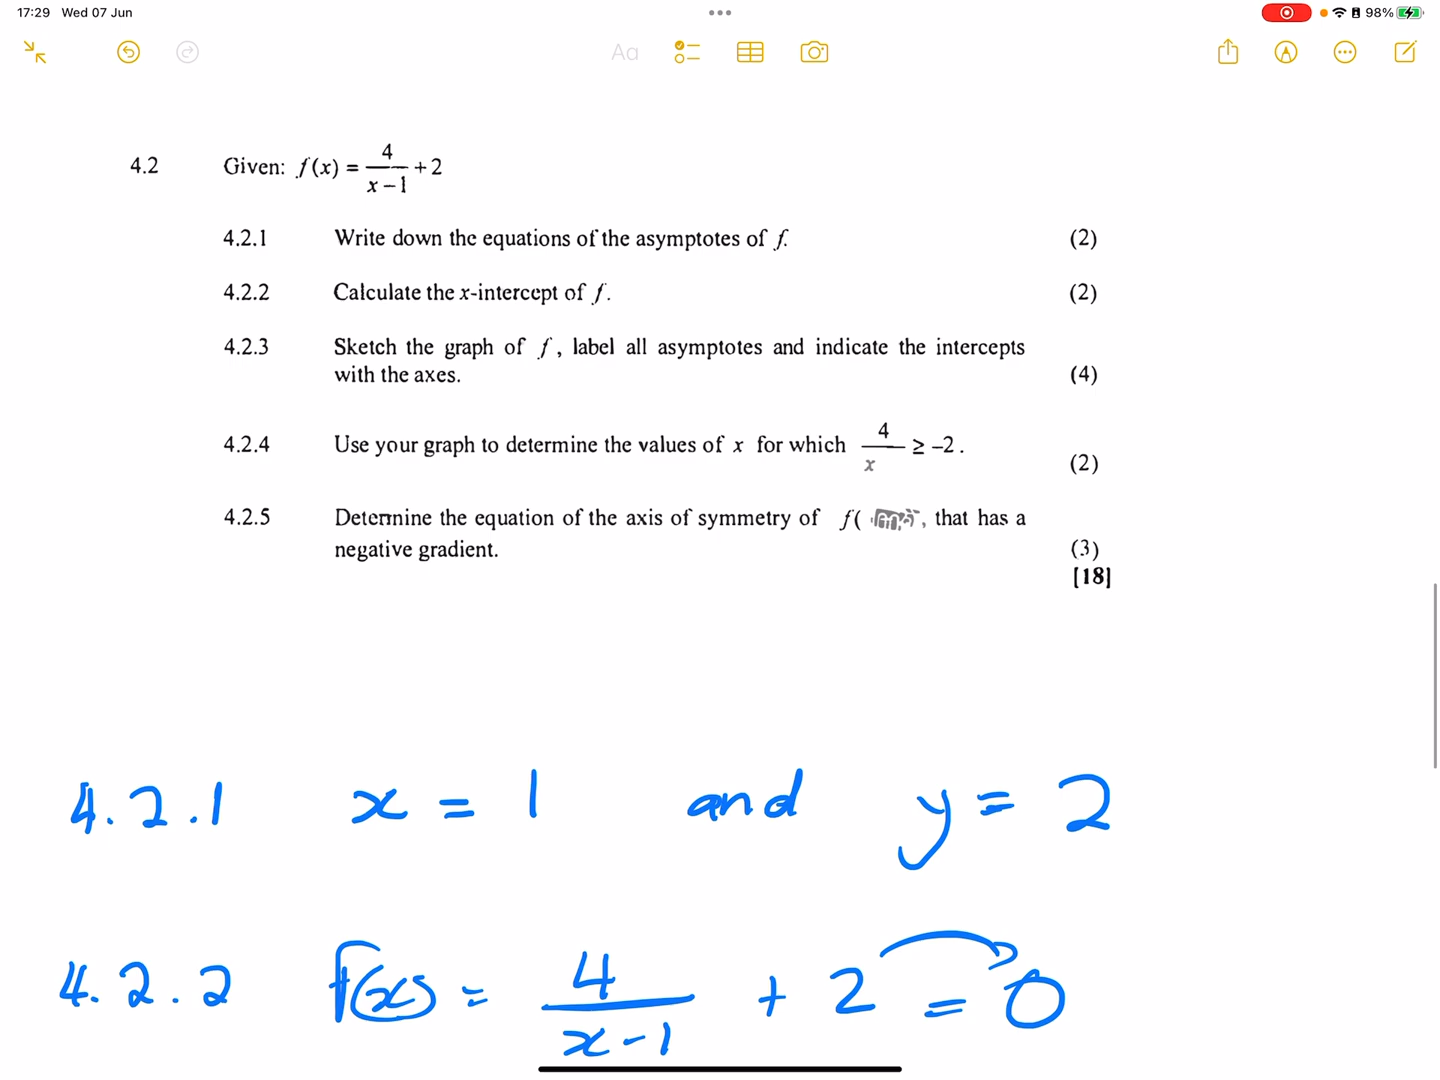 17:29 Wed 07 Jun 98%
Aa
4.2 Given: f(x) = 4/(x – 1) + 2
4.2.1 Write down the equations of the asymptotes of f. (2)
4.2.2 Calculate the x-intercept of f. (2)
4.2.3 Sketch the graph of f, label all asymptotes and indicate the intercepts
with the axes. (4)
4.2.4 Use your graph to determine the values of x for which 4/x ≥ –2. (2)
4.2.5 Determine the equation of the axis of symmetry of f( , that has a
negative gradient. (3)
[18]
4.2.1 x = 1 and y = 2
4.2.2 f(x) = 4/(x-1) + 2 = 0